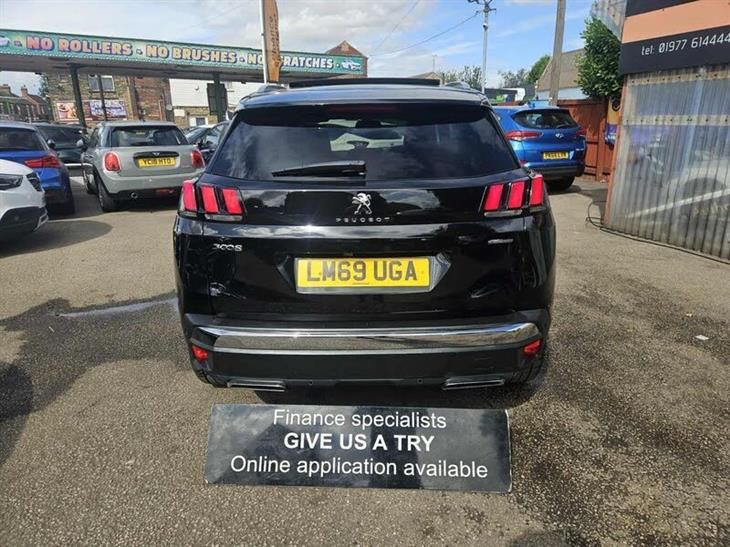 NO ROLLERS - NO BRUSHES - NO SCRATCHES
tel: 01977 614444
YC18 HTO
PEUGEOT
3008
LM69 UGA
Finance specialists
GIVE US A TRY
Online application available